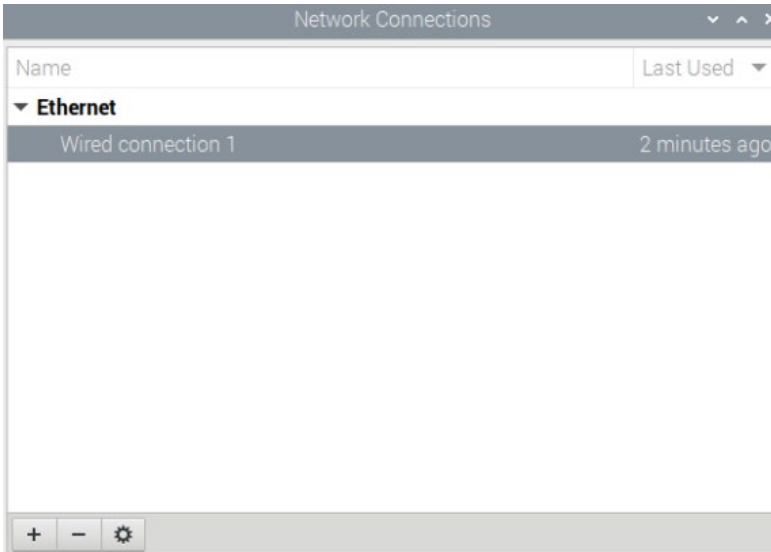 Network Connections
Name Last Used
Ethernet
Wired connection 1 2 minutes ago